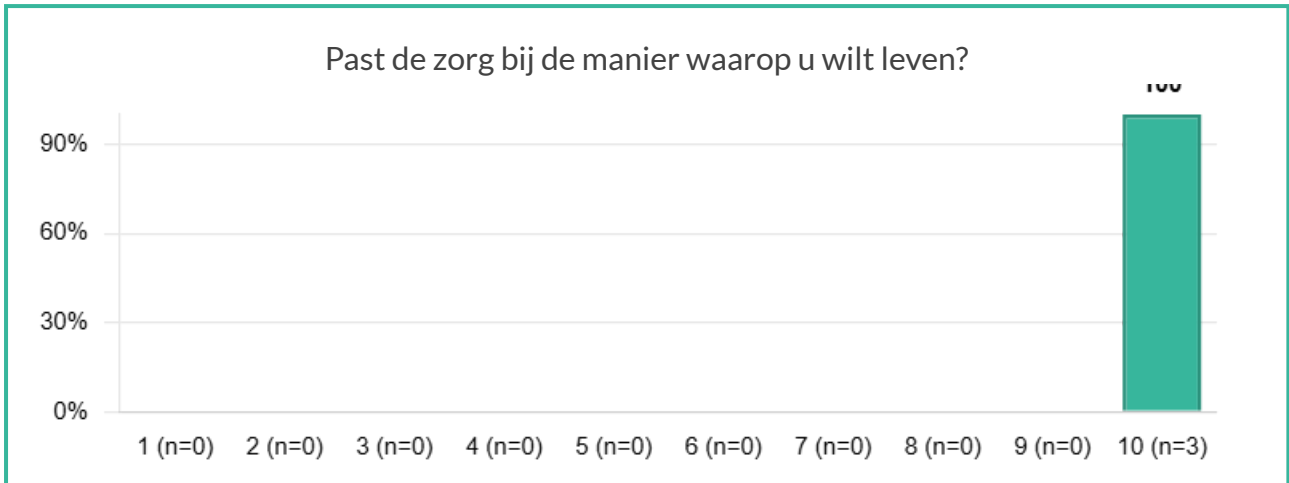 Past de zorg bij de manier waarop u wilt leven?
100
90%
60%
30%
0%
1 (n=0) 2 (n=0) 3 (n=0) 4 (n=0) 5 (n=0) 6 (n=0) 7 (n=0) 8 (n=0) 9 (n=0) 10 (n=3)